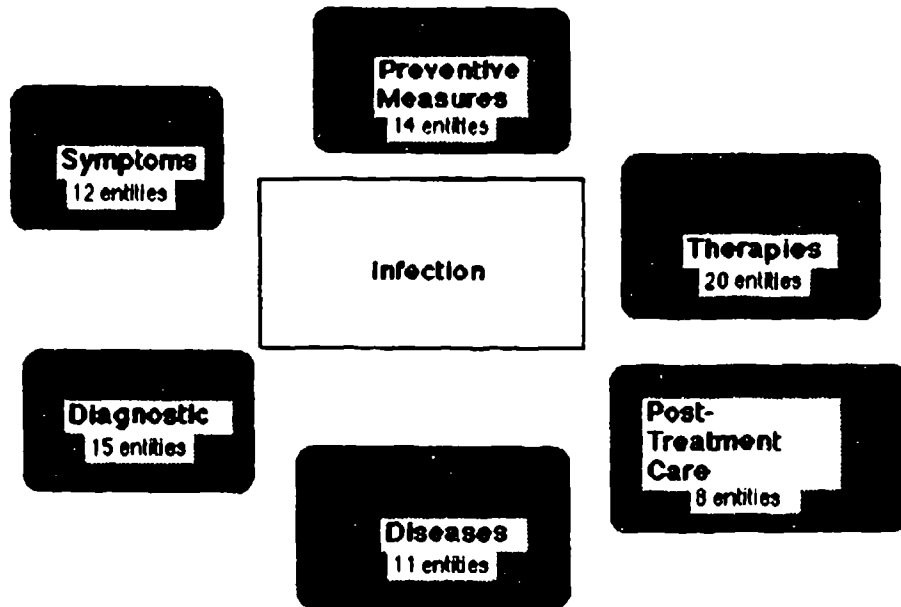 Preventive
Measures
14 entities
Symptoms
12 entities
Infection
Therapies
20 entities
Diagnostic
15 entities
Post-
Treatment
Care
8 entities
Diseases
11 entities